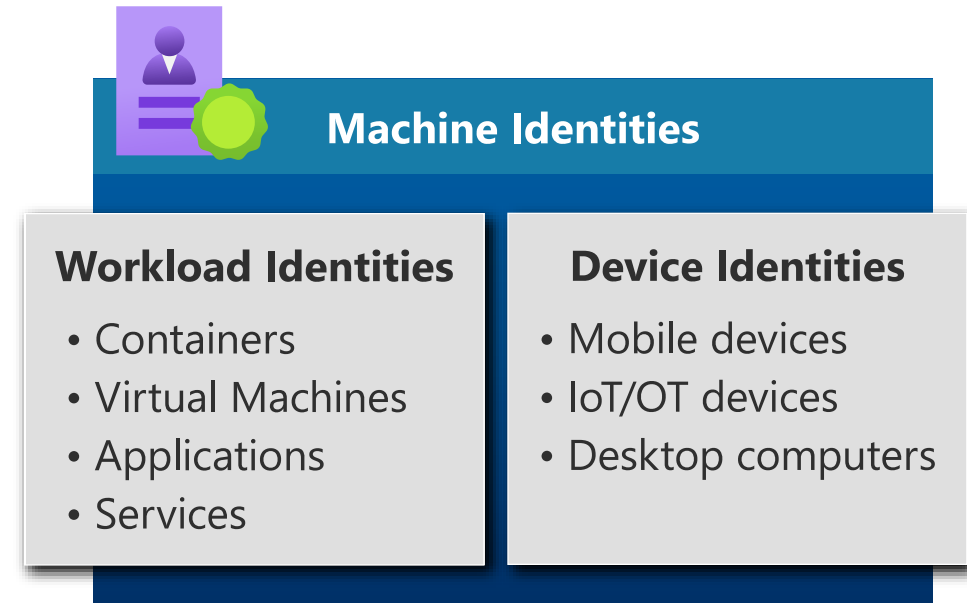 Machine Identities
Workload Identities
• Containers
• Virtual Machines
• Applications
• Services
Device Identities
• Mobile devices
• IoT/OT devices
• Desktop computers